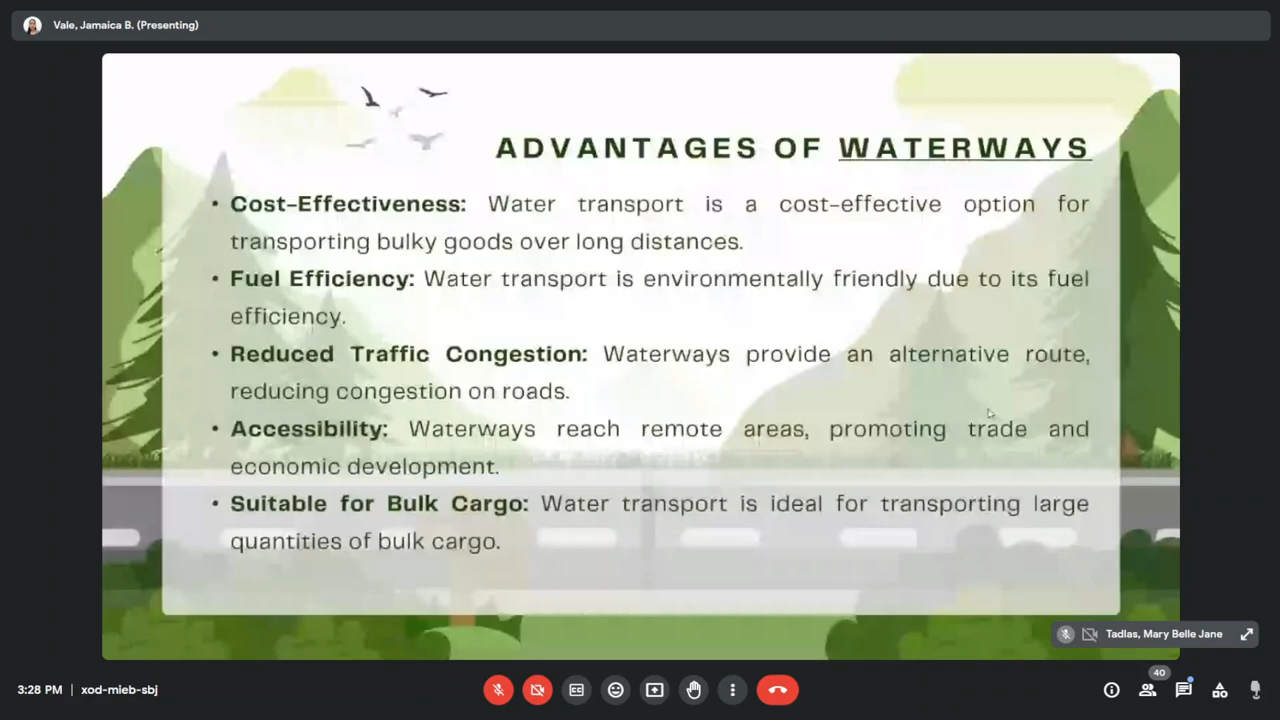 Vale, Jamaica B. (Presenting)
ADVANTAGES OF WATERWAYS
• Cost-Effectiveness: Water transport is a cost-effective option for
transporting bulky goods over long distances.
• Fuel Efficiency: Water transport is environmentally friendly due to its fuel
efficiency.
• Reduced Traffic Congestion: Waterways provide an alternative route,
reducing congestion on roads.
• Accessibility: Waterways reach remote areas, promoting trade and
economic development.
• Suitable for Bulk Cargo: Water transport is ideal for transporting large
quantities of bulk cargo.
Tadlas, Mary Belle Jane
40
3:28 PM | xod-mieb-sbj